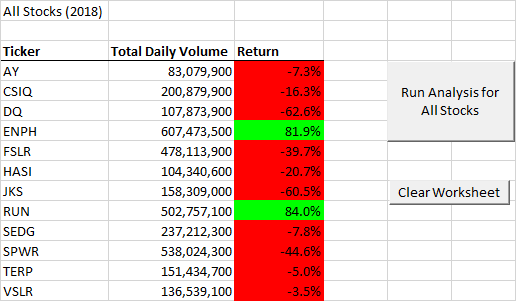 All Stocks (2018)
Ticker Total Daily Volume Return
AY 83,079,900 -7.3%
CSIQ 200,879,900 -16.3%
DQ 107,873,900 -62.6%
ENPH 607,473,500 81.9%
FSLR 478,113,900 -39.7%
HASI 104,340,600 -20.7%
JKS 158,309,000 -60.5%
RUN 502,757,100 84.0%
SEDG 237,212,300 -7.8%
SPWR 538,024,300 -44.6%
TERP 151,434,700 -5.0%
VSLR 136,539,100 -3.5%
Run Analysis for
All Stocks
Clear Worksheet